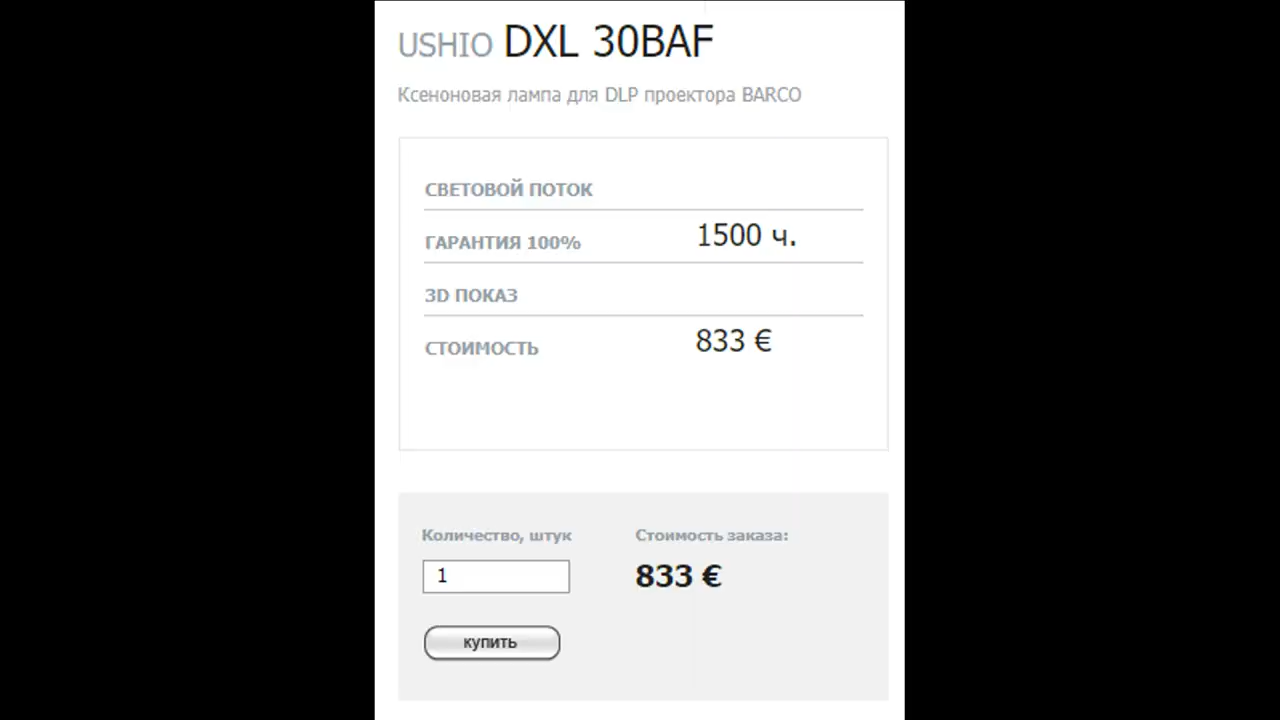 USHIO DXL 30BAF
Ксеноновая лампа для DLP проектора BARCO
СВЕТОВОЙ ПОТОК
ГАРАНТИЯ 100% 1500 ч.
3D ПОКАЗ
СТОИМОСТЬ 833 €
Количество, штук Стоимость заказа:
1 833 €
купить